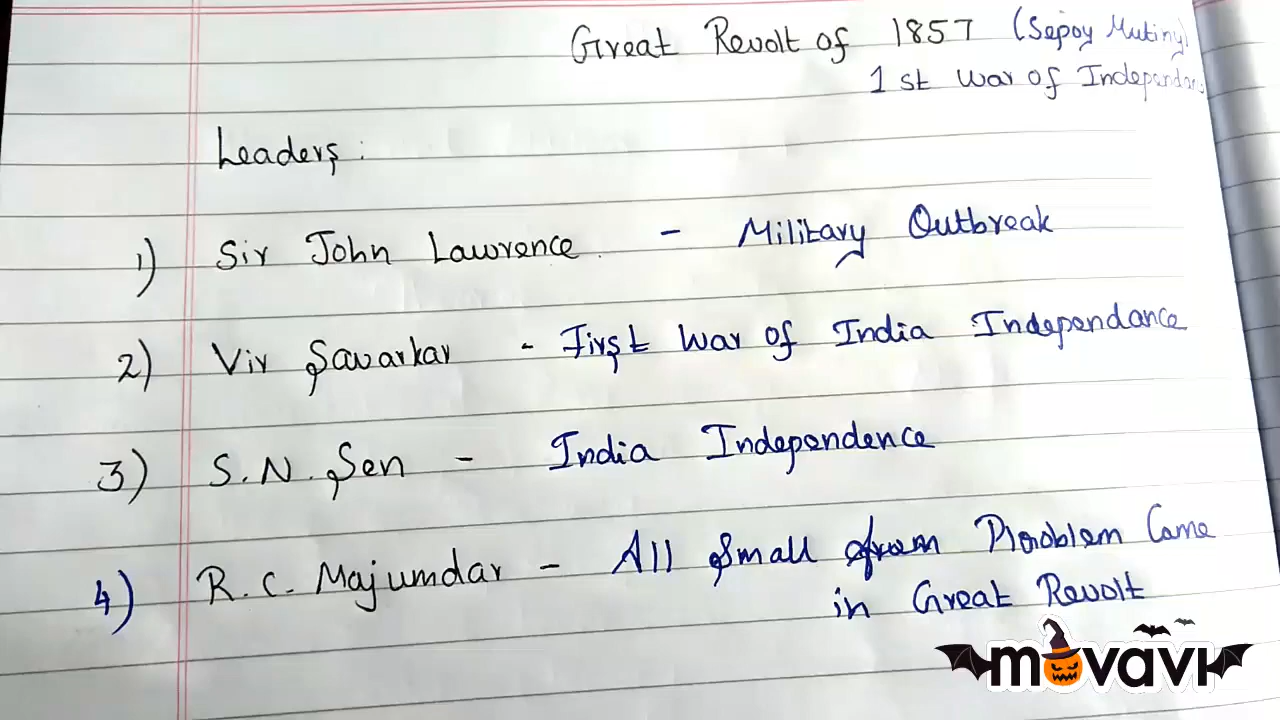 Great Revolt of 1857 (Sepoy Mutiny)
1 st War of Independan
Leaders :
1) Sir John Lawrence - Military Outbreak
2) Vir Savarkar - First War of India Independance
3) S.N. Sen - India Independence
4) R.C. Majumdar - All Small from Problem Came
in Great Revolt
movavi